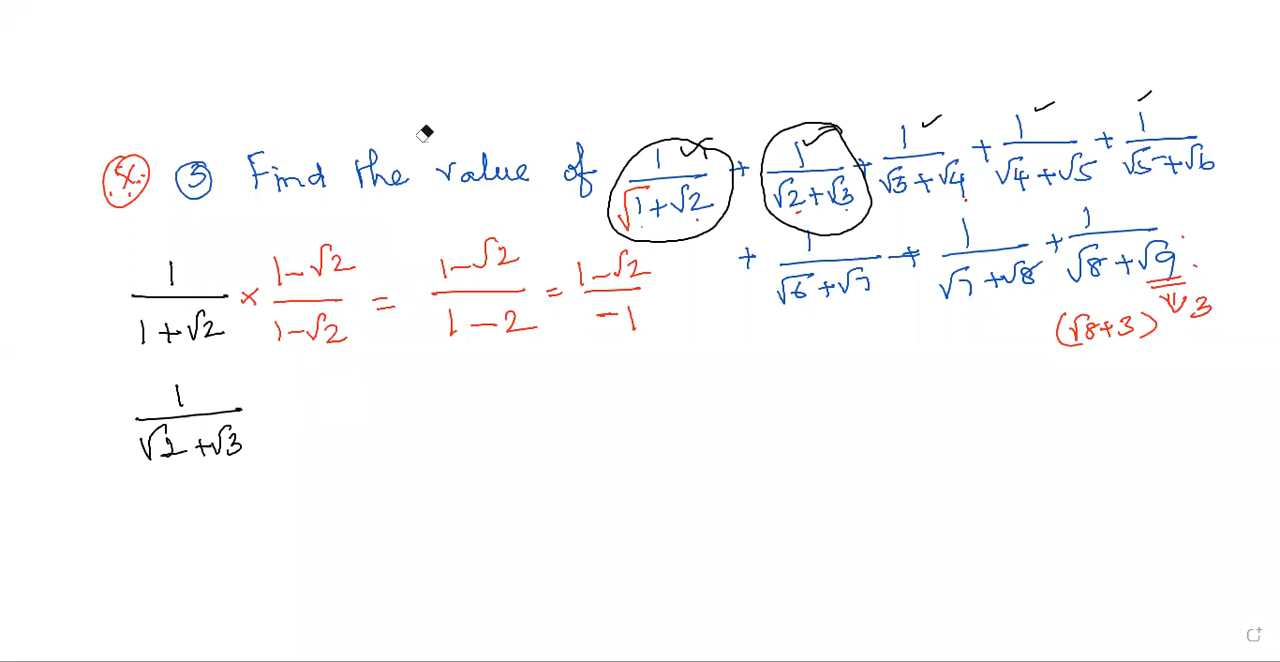 ③ Find the value of 1/(√1+√2) + 1/(√2+√3) + 1/(√3+√4) + 1/(√4+√5) + 1/(√5+√6)
+ 1/(√6+√7) + 1/(√7+√8) + 1/(√8+√9)
(√8+3) 3
1/(1+√2) × (1-√2)/(1-√2) = (1-√2)/(1-2) = (1-√2)/-1
1/(√2+√3)